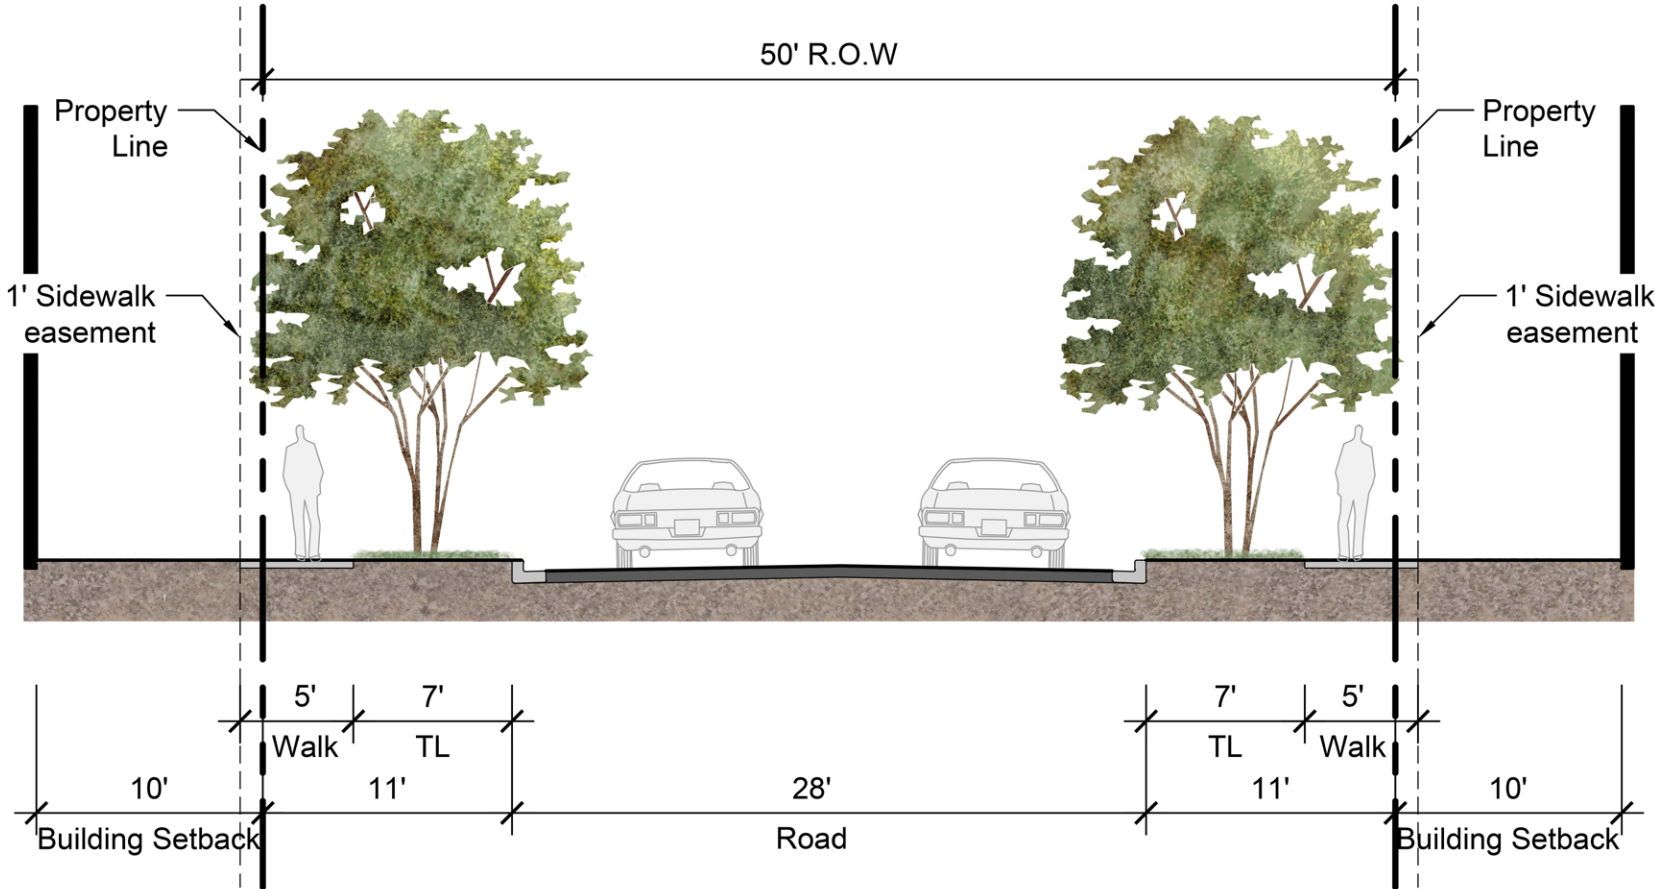 50' R.O.W
Property
Line
Property
Line
1' Sidewalk
easement
1' Sidewalk
easement
5'
7'
7'
5'
Walk
TL
TL
Walk
10'
11'
28'
11'
10'
Building Setback
Road
Building Setback